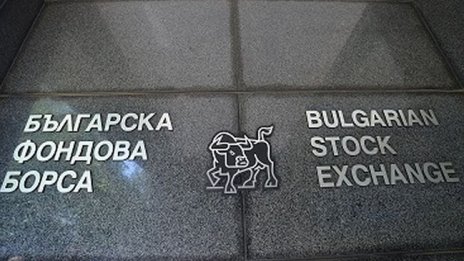 БЪЛГАРСКА
ФОНДОВА
БОРСА
BULGARIAN
STOCK
EXCHANGE